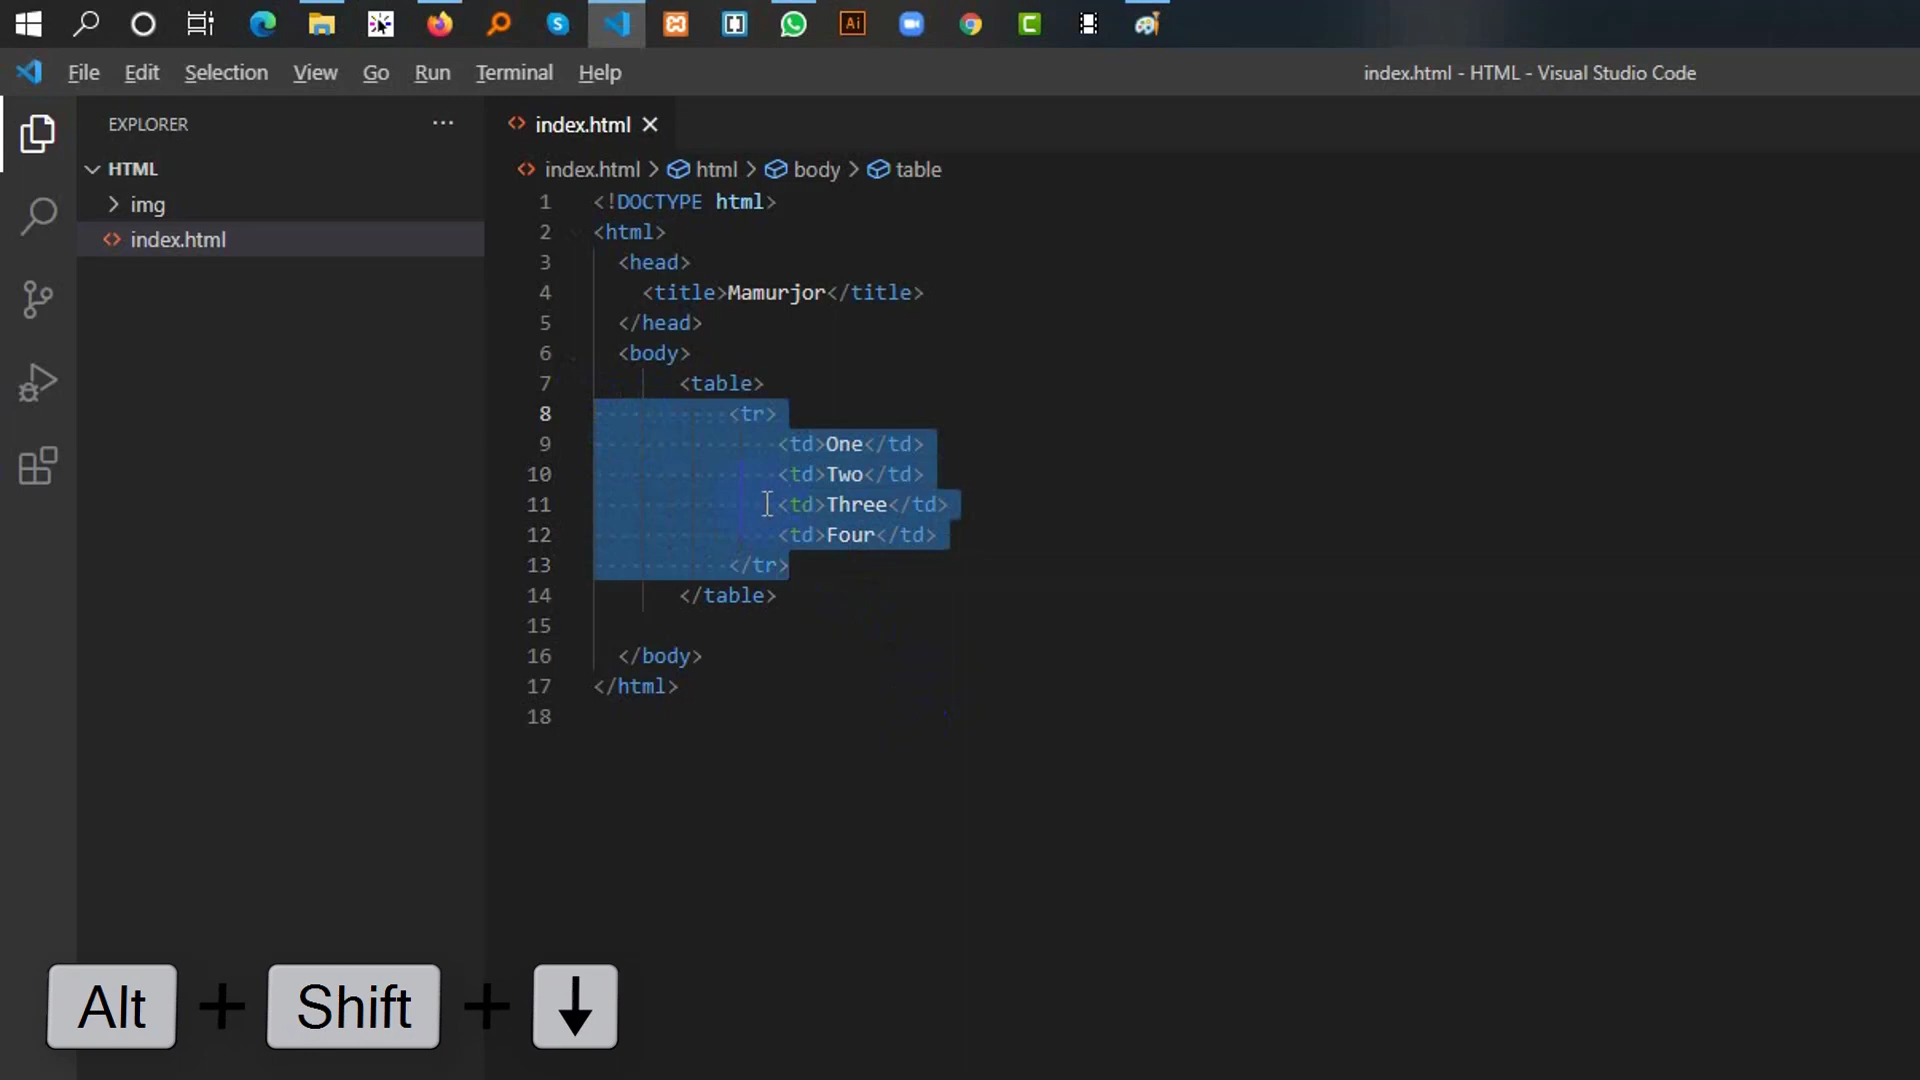 Ai
File Edit Selection View Go Run Terminal Help index.html - HTML - Visual Studio Code
EXPLORER ...
HTML
img
index.html
index.html
index.html > html > body > table
1 <!DOCTYPE html>
2 <html>
3 <head>
4 <title>Mamurjor</title>
5 </head>
6 <body>
7 <table>
8 <tr>
9 <td>One</td>
10 <td>Two</td>
11 <td>Three</td>
12 <td>Four</td>
13 </tr>
14 </table>
15
16 </body>
17 </html>
18
Alt + Shift + ↓